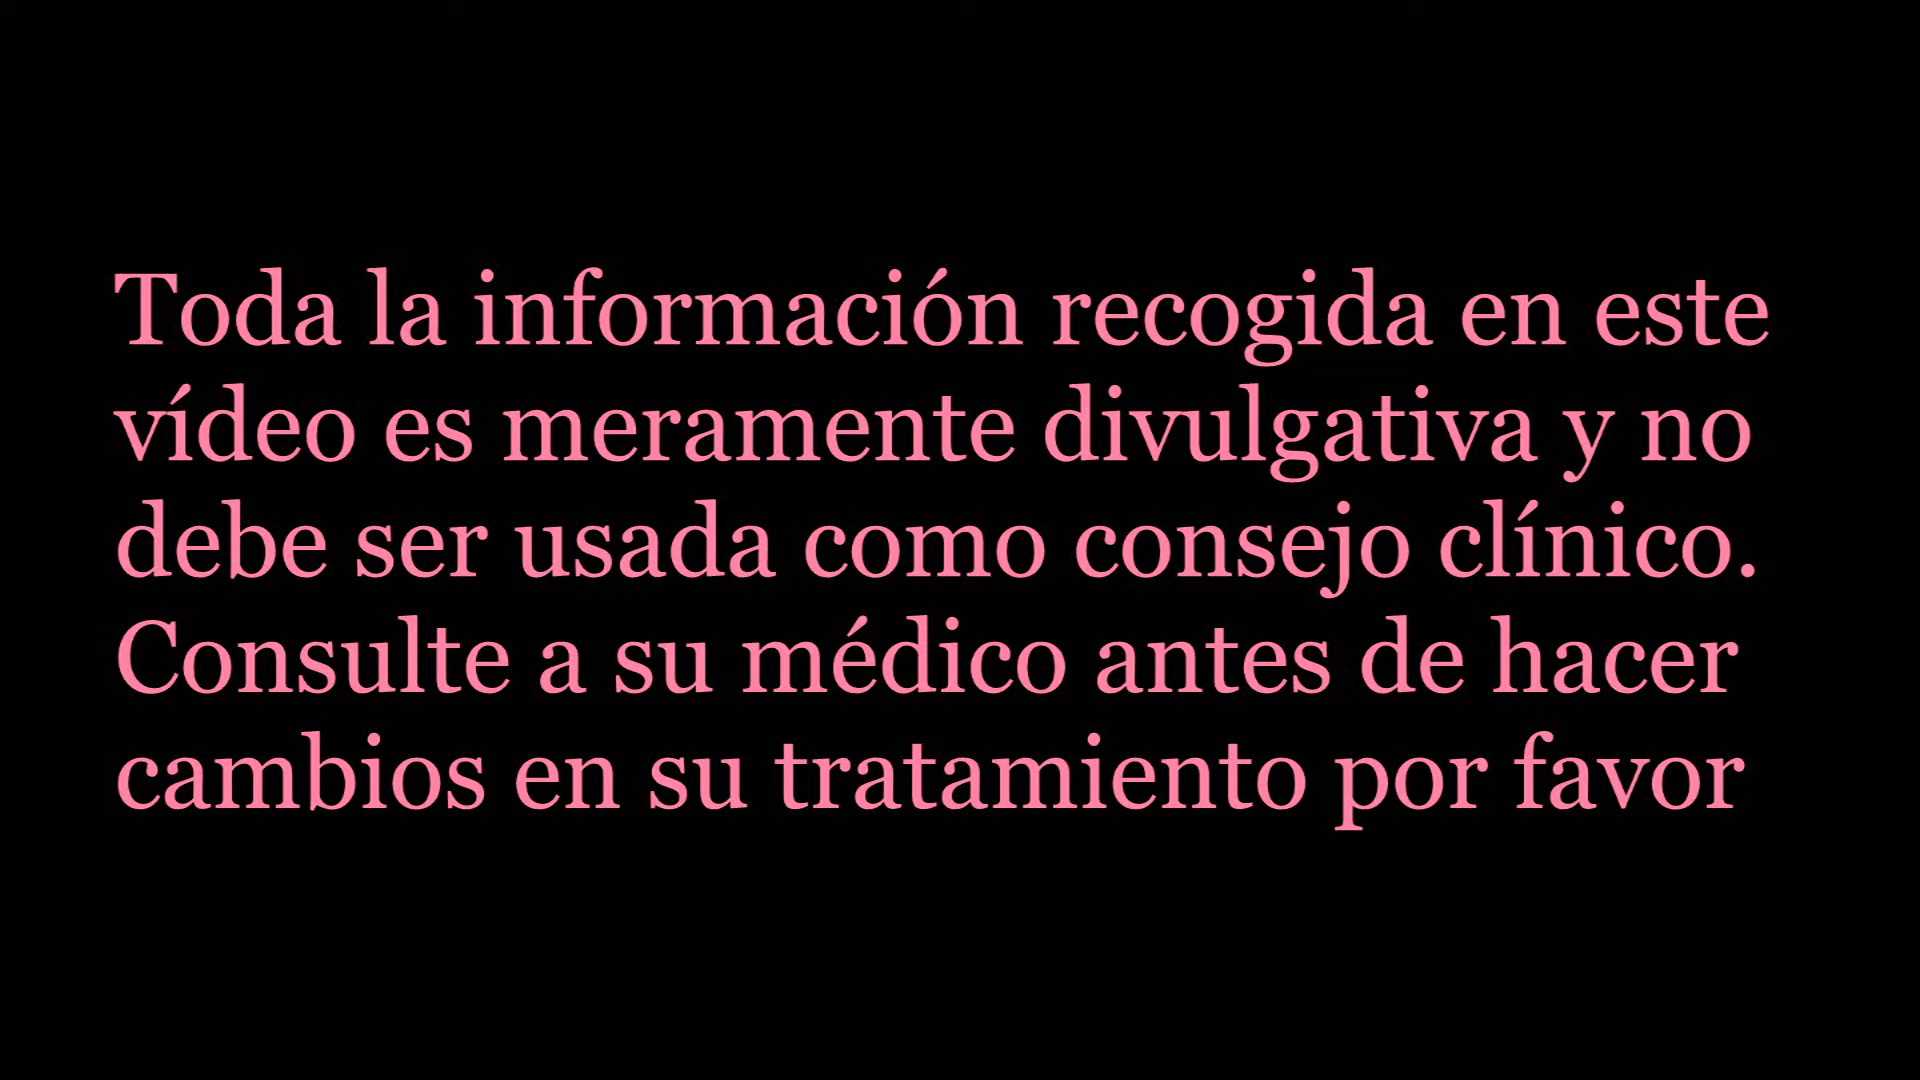 Toda la información recogida en este
vídeo es meramente divulgativa y no
debe ser usada como consejo clínico.
Consulte a su médico antes de hacer
cambios en su tratamiento por favor